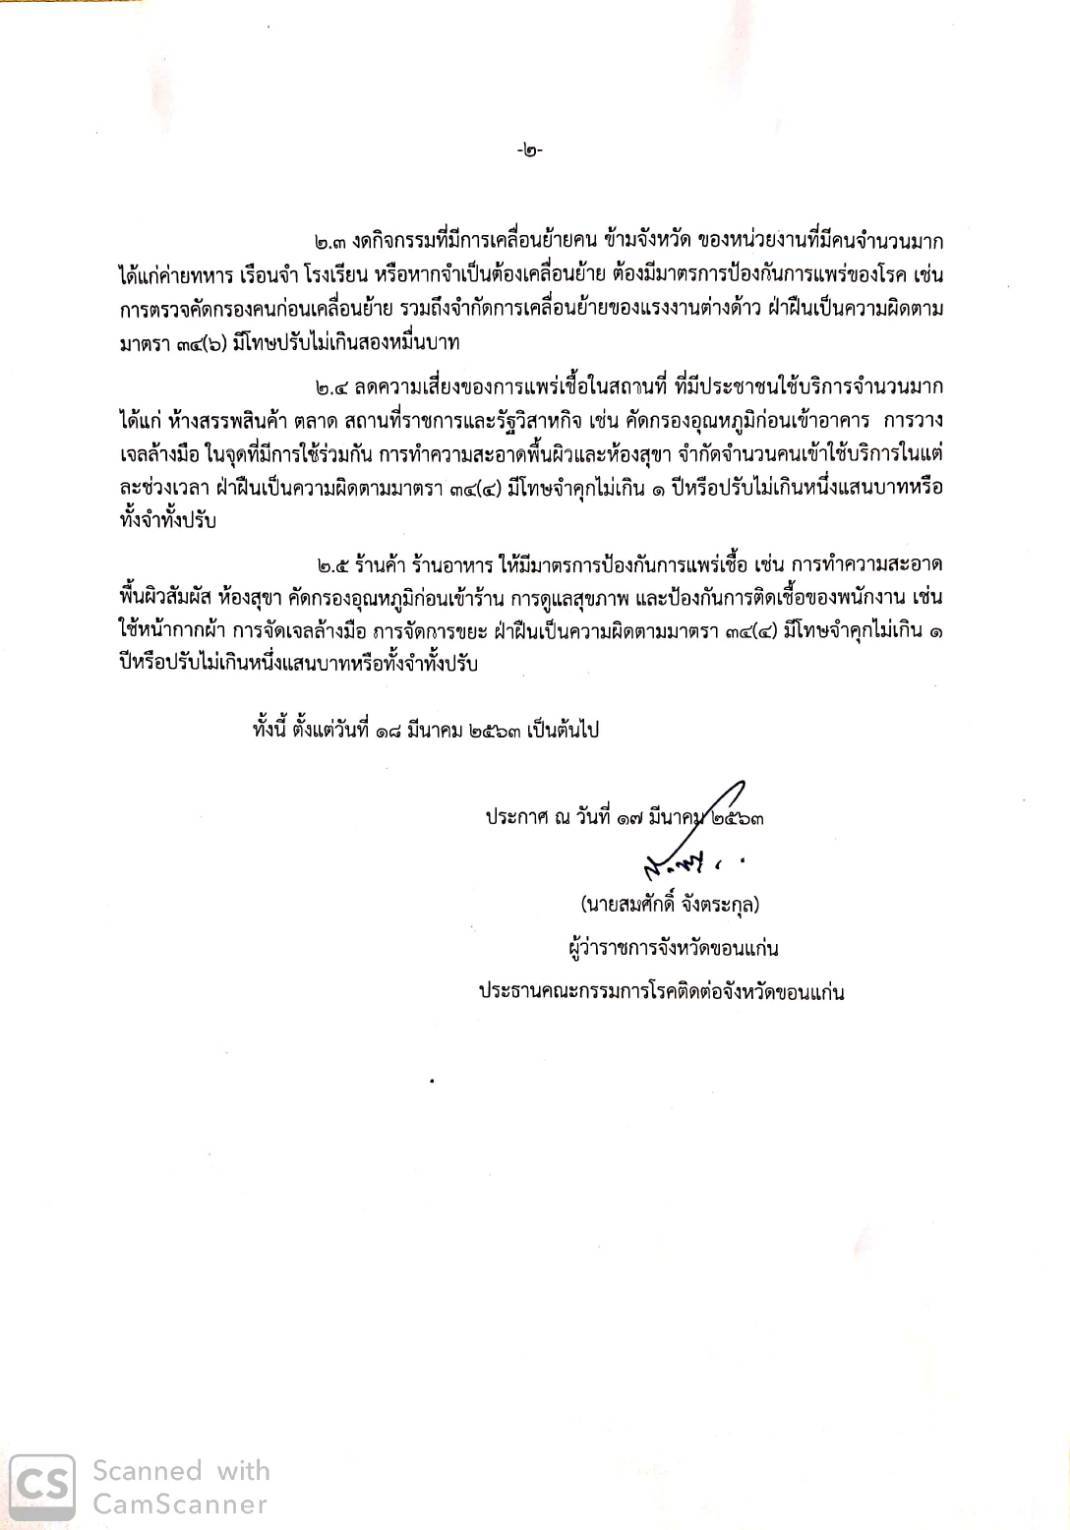 -๒-
๒.๓ งดกิจกรรมที่มีการเคลื่อนย้ายคน ข้ามจังหวัด ของหน่วยงานที่มีคนจำนวนมาก
ได้แก่ค่ายทหาร เรือนจำ โรงเรียน หรือหากจำเป็นต้องเคลื่อนย้าย ต้องมีมาตรการป้องกันการแพร่ของโรค เช่น
การตรวจคัดกรองคนก่อนเคลื่อนย้าย รวมถึงจำกัดการเคลื่อนย้ายของแรงงานต่างด้าว ฝ่าฝืนเป็นความผิดตาม
มาตรา ๓๔(๖) มีโทษปรับไม่เกินสองหมื่นบาท
๒.๔ ลดความเสี่ยงของการแพร่เชื้อในสถานที่ ที่มีประชาชนใช้บริการจำนวนมาก
ได้แก่ ห้างสรรพสินค้า ตลาด สถานที่ราชการและรัฐวิสาหกิจ เช่น คัดกรองอุณหภูมิก่อนเข้าอาคาร การวาง
เจลล้างมือ ในจุดที่มีการใช้ร่วมกัน การทำความสะอาดพื้นผิวและห้องสุขา จำกัดจำนวนคนเข้าใช้บริการในแต่
ละช่วงเวลา ฝ่าฝืนเป็นความผิดตามมาตรา ๓๔(๔) มีโทษจำคุกไม่เกิน ๑ ปีหรือปรับไม่เกินหนึ่งแสนบาทหรือ
ทั้งจำทั้งปรับ
๒.๕ ร้านค้า ร้านอาหาร ให้มีมาตรการป้องกันการแพร่เชื้อ เช่น การทำความสะอาด
พื้นผิวสัมผัส ห้องสุขา คัดกรองอุณหภูมิก่อนเข้าร้าน การดูแลสุขภาพ และป้องกันการติดเชื้อของพนักงาน เช่น
ใช้หน้ากากผ้า การจัดเจลล้างมือ การจัดการขยะ ฝ่าฝืนเป็นความผิดตามมาตรา ๓๔(๔) มีโทษจำคุกไม่เกิน ๑
ปีหรือปรับไม่เกินหนึ่งแสนบาทหรือทั้งจำทั้งปรับ
ทั้งนี้ ตั้งแต่วันที่ ๑๘ มีนาคม ๒๕๖๓ เป็นต้นไป
ประกาศ ณ วันที่ ๑๗ มีนาคม ๒๕๖๓
(นายสมศักดิ์ จังตระกุล)
ผู้ว่าราชการจังหวัดขอนแก่น
ประธานคณะกรรมการโรคติดต่อจังหวัดขอนแก่น
CS Scanned with
CamScanner